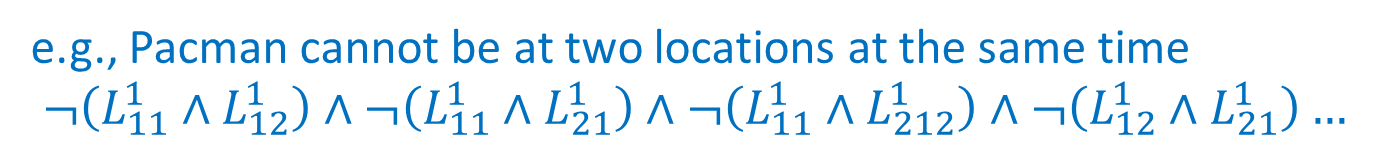 e.g., Pacman cannot be at two locations at the same time
¬(L¹₁₁ ∧ L¹₁₂) ∧ ¬(L¹₁₁ ∧ L¹₂₁) ∧ ¬(L¹₁₁ ∧ L¹₂₁₂) ∧ ¬(L¹₁₂ ∧ L¹₂₁) ...